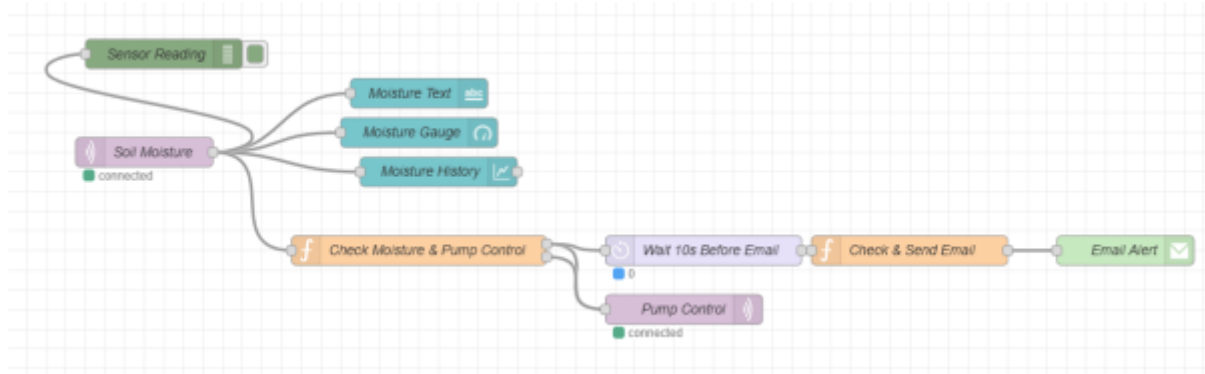 Sensor Reading
Moisture Text abc
Moisture Gauge
Soil Moisture
connected
Moisture History
Check Moisture & Pump Control
Wait 10s Before Email
0
Check & Send Email
Email Alert
Pump Control
connected